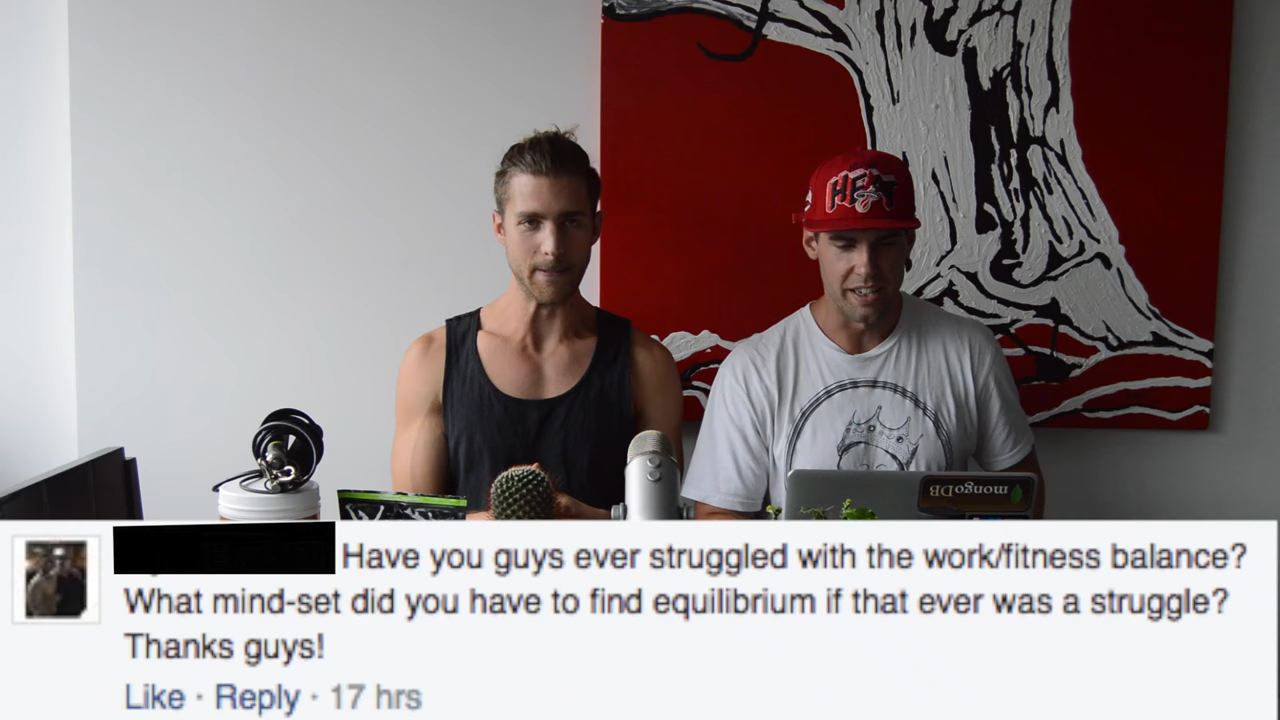 HEAT
mongoDB
Have you guys ever struggled with the work/fitness balance?
What mind-set did you have to find equilibrium if that ever was a struggle?
Thanks guys!
Like · Reply · 17 hrs